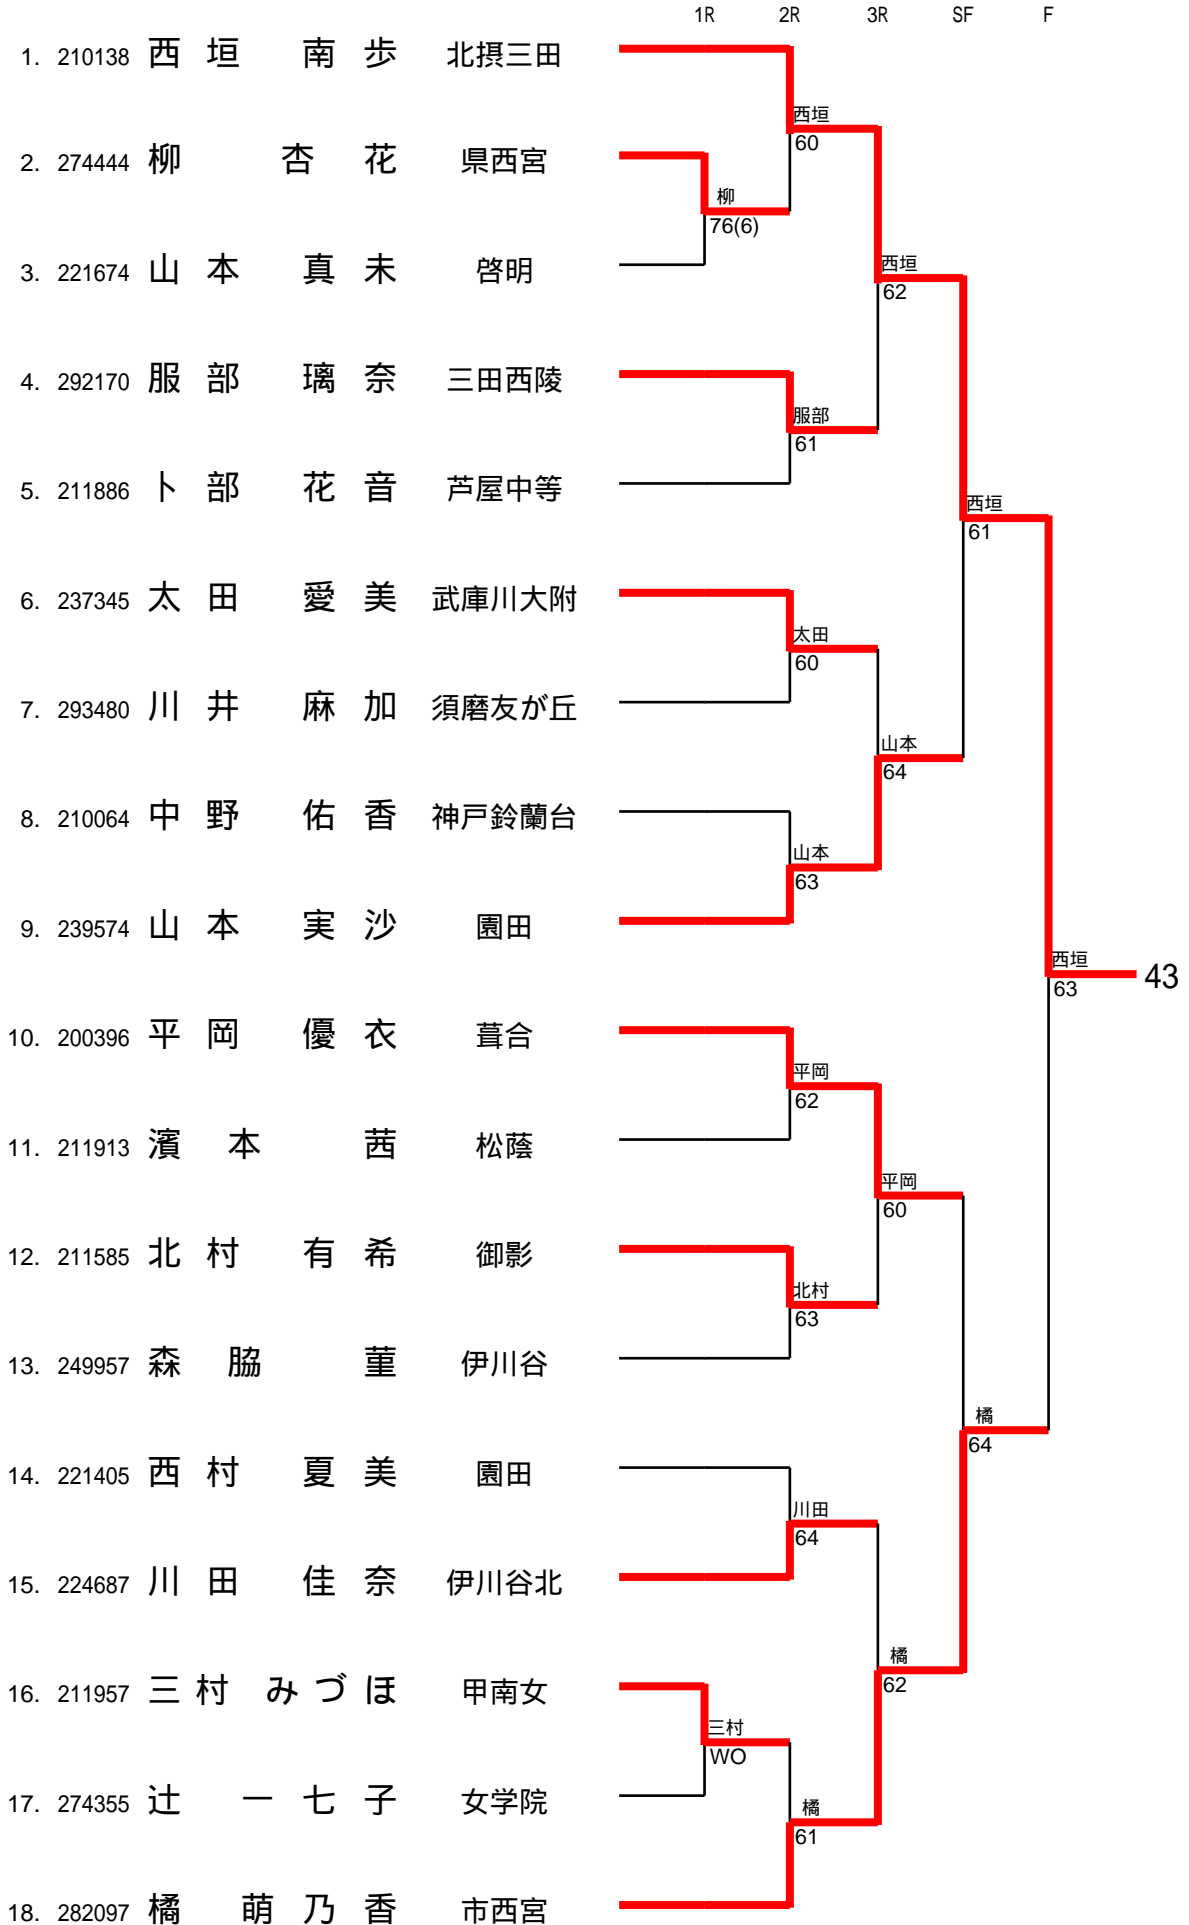 1R 2R 3R SF F
1. 210138 西垣 南歩 北摂三田
西垣
60
2. 274444 柳 杏花 県西宮
柳
76(6)
3. 221674 山本 真未 啓明
西垣
62
4. 292170 服部 璃奈 三田西陵
服部
61
5. 211886 卜部 花音 芦屋中等
西垣
61
6. 237345 太田 愛美 武庫川大附
太田
60
7. 293480 川井 麻加 須磨友が丘
山本
64
8. 210064 中野 佑香 神戸鈴蘭台
山本
63
9. 239574 山本 実沙 園田
西垣
63
43
10. 200396 平岡 優衣 葺合
平岡
62
11. 211913 濱本 茜 松蔭
平岡
60
12. 211585 北村 有希 御影
北村
63
13. 249957 森脇 菫 伊川谷
橘
64
14. 221405 西村 夏美 園田
川田
64
15. 224687 川田 佳奈 伊川谷北
橘
62
16. 211957 三村 みづほ 甲南女
三村
WO
17. 274355 辻 一七子 女学院
橘
61
18. 282097 橘 萌乃香 市西宮